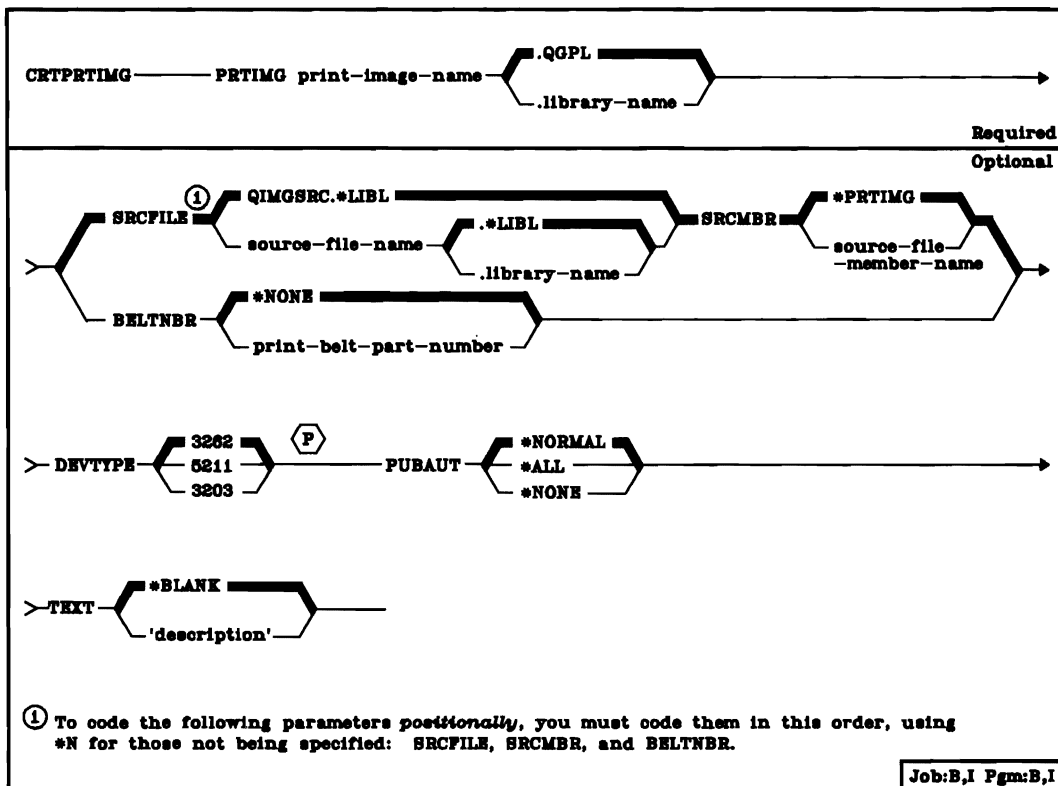 CRTPRTIMG PRTIMG print-image-name .QGPL
.library-name
Required
Optional
SRCFILE ① QIMGSRC.*LIBL SRCMBR *PRTIMG
source-file-name .*LIBL source-file
.library-name -member-name
BELTNBR *NONE
print-belt-part-number
DEVTYPE 3262 P PUBAUT *NORMAL
5211 *ALL
3203 *NONE
TEXT *BLANK
'description'
① To code the following parameters positionally, you must code them in this order, using
*N for those not being specified: SRCFILE, SRCMBR, and BELTNBR.
Job:B,I Pgm:B,I